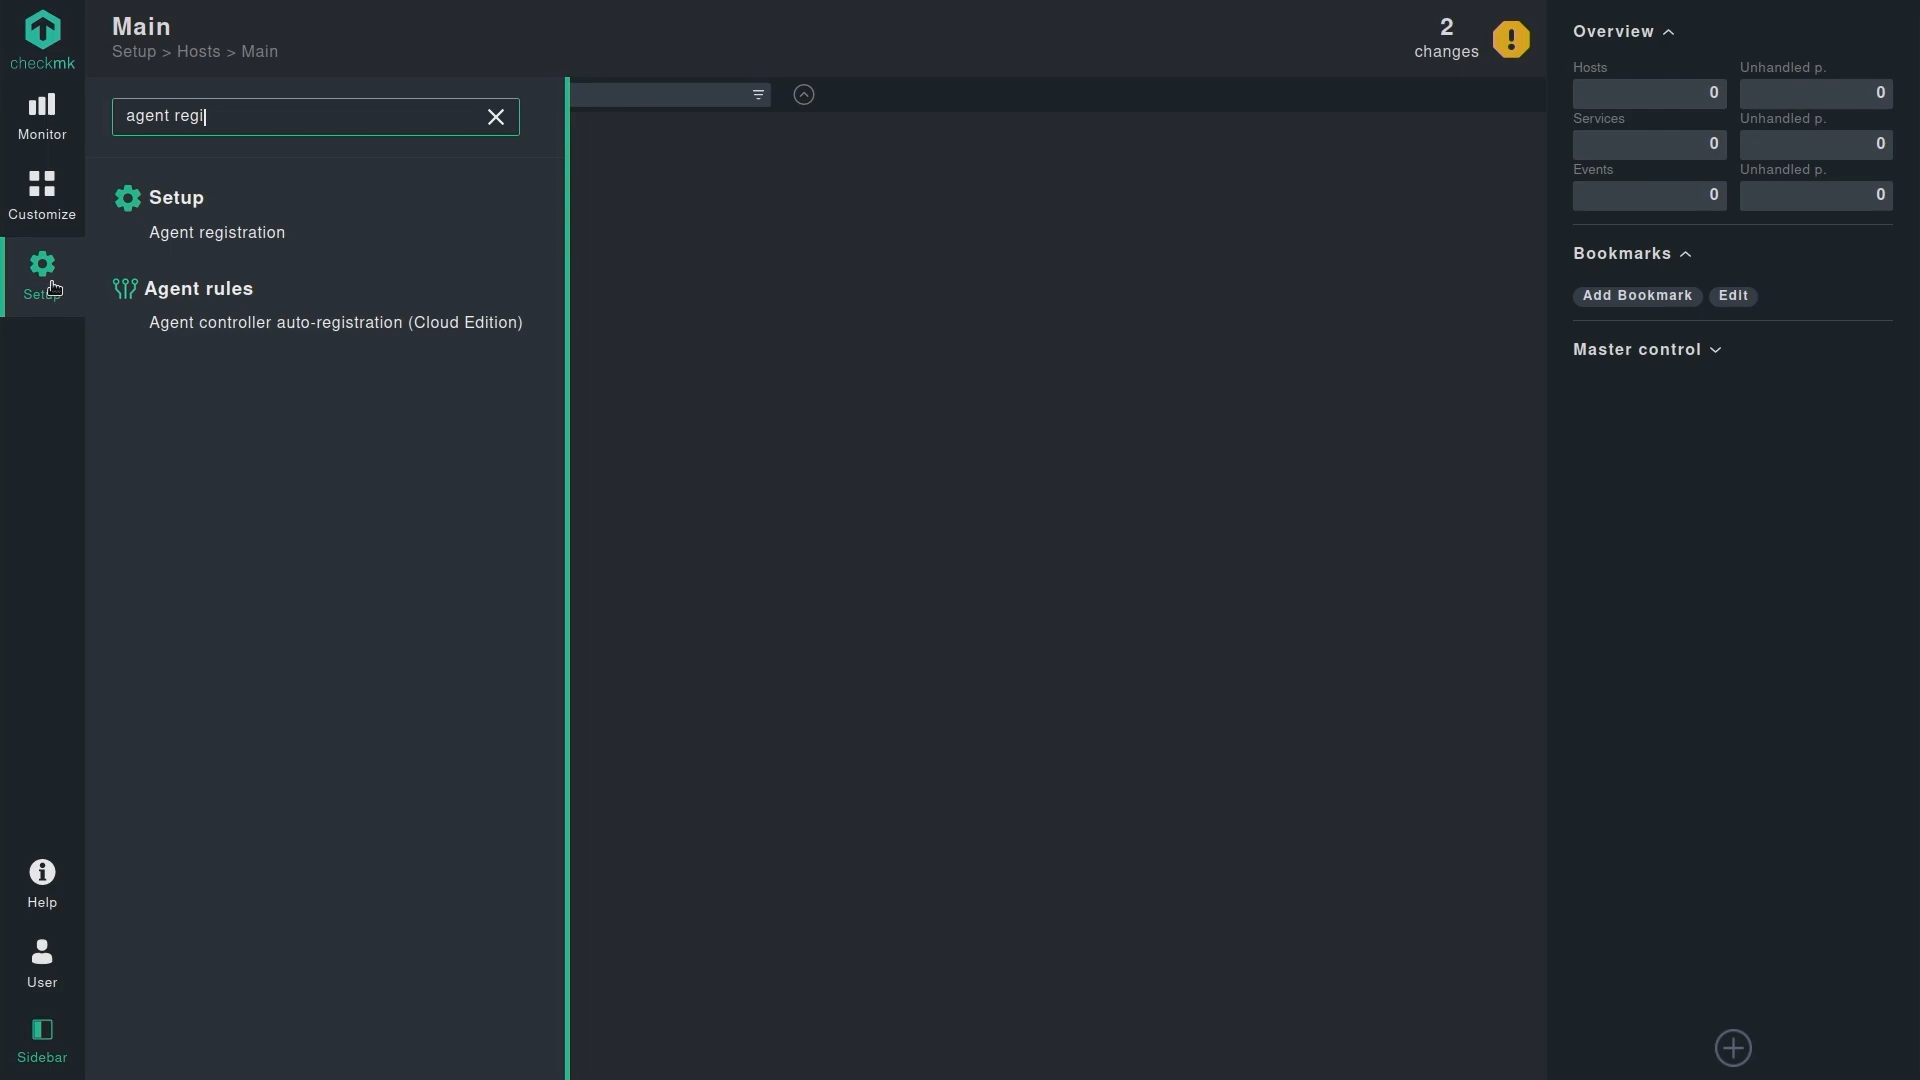 checkmk
Monitor
Customize
Setup
Help
User
Sidebar
Main
Setup > Hosts > Main
2
changes
agent regi
Setup
Agent registration
Agent rules
Agent controller auto-registration (Cloud Edition)
Overview
Hosts Unhandled p.
0 0
Services Unhandled p.
0 0
Events Unhandled p.
0 0
Bookmarks
Add Bookmark Edit
Master control